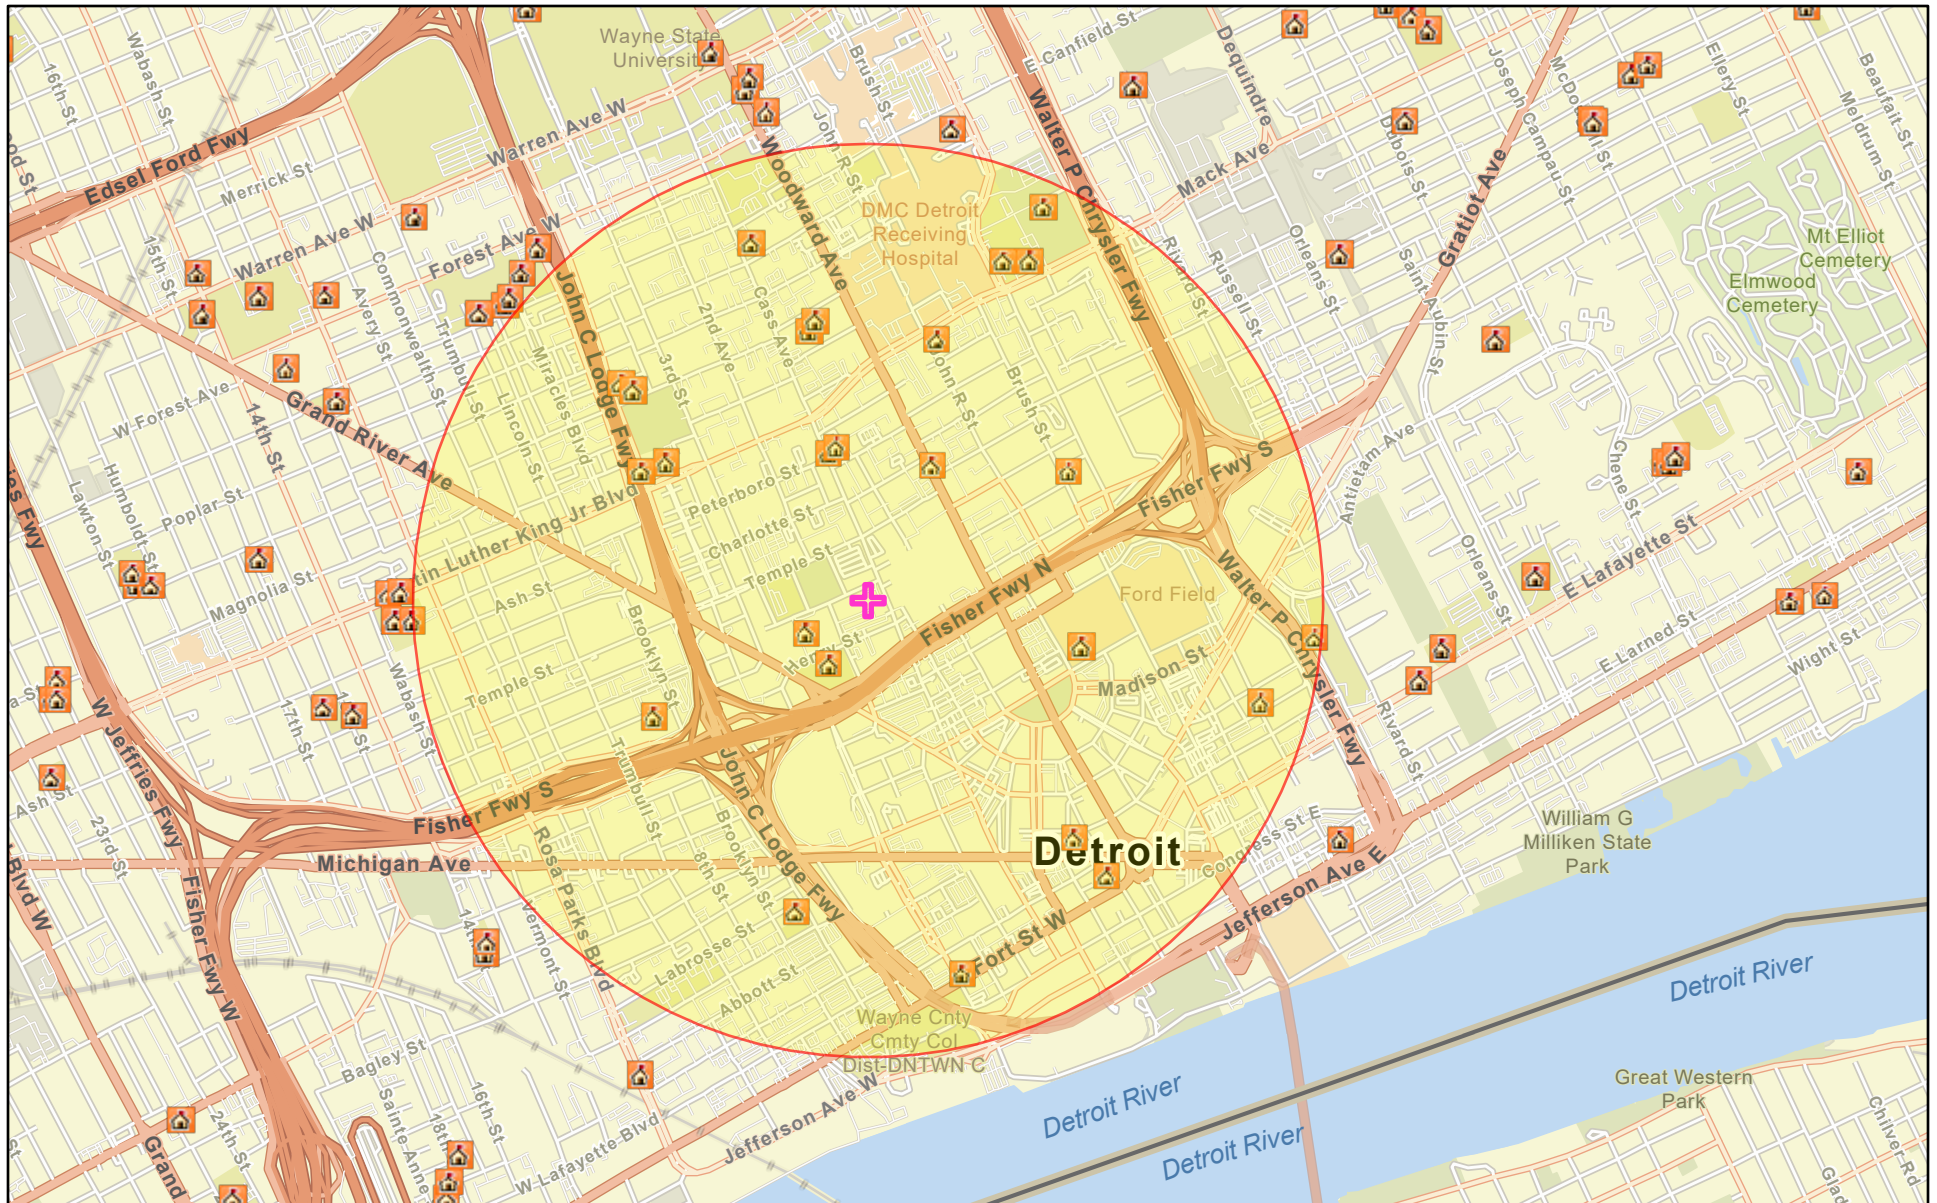 Wayne State
University
Brush St
E Canfield St
Dequindre
Joseph Campau St
McDougall St
Ellery St
Beaufait St
Meldrum St
Wabash St
16th St
Edsel Ford Fwy
Merrick St
Warren Ave W
Woodward Ave
John R St
Walter P Chrysler Fwy
Mack Ave
Dubois St
Gratiot Ave
DMC Detroit
Receiving
Hospital
Mt Elliot
Cemetery
Elmwood
Cemetery
15th St
Warren Ave W
Forest Ave W
Commonwealth St
Avery St
Trumbull St
John C Lodge Fwy
2nd Ave
Cass Ave
3rd St
Rivard St
Russell St
Orleans St
Saint Aubin St
W Forest Ave
14th St
Grand River Ave
Lincoln St
Miracles Blvd
John R St
Brush St
Fisher Fwy S
Antietam Ave
Chene St
Humboldt St
Lawton St
Poplar St
Magnolia St
Peterboro St
Charlotte St
Temple St
Ash St
Brooklyn St
Henry St
Fisher Fwy N
Ford Field
Walter P Chrysler Fwy
Orleans St
E Lafayette St
E Larned St
Wight St
Temple St
Madison St
Wabash St
17th St
W Jeffries Fwy
Ash St
23rd St
Fisher Fwy S
Michigan Ave
Trumbull St
John C Lodge Fwy
Brooklyn St
8th St
Rosa Parks Blvd
Vermont St
14th St
Detroit
Congress St E
Rivard St
Jefferson Ave E
William G
Milliken State
Park
Fisher Fwy W
Blvd W
Labrosse St
Abbott St
Fort St W
Wayne Cnty
Cmty Col
Dist-DNTWN C
Detroit River
Bagley St
16th St
18th St
Sainte Anne
24th St
Grand
W Lafayette Blvd
Jefferson Ave W
Detroit River
Detroit River
Great Western
Park
Chilver Rd